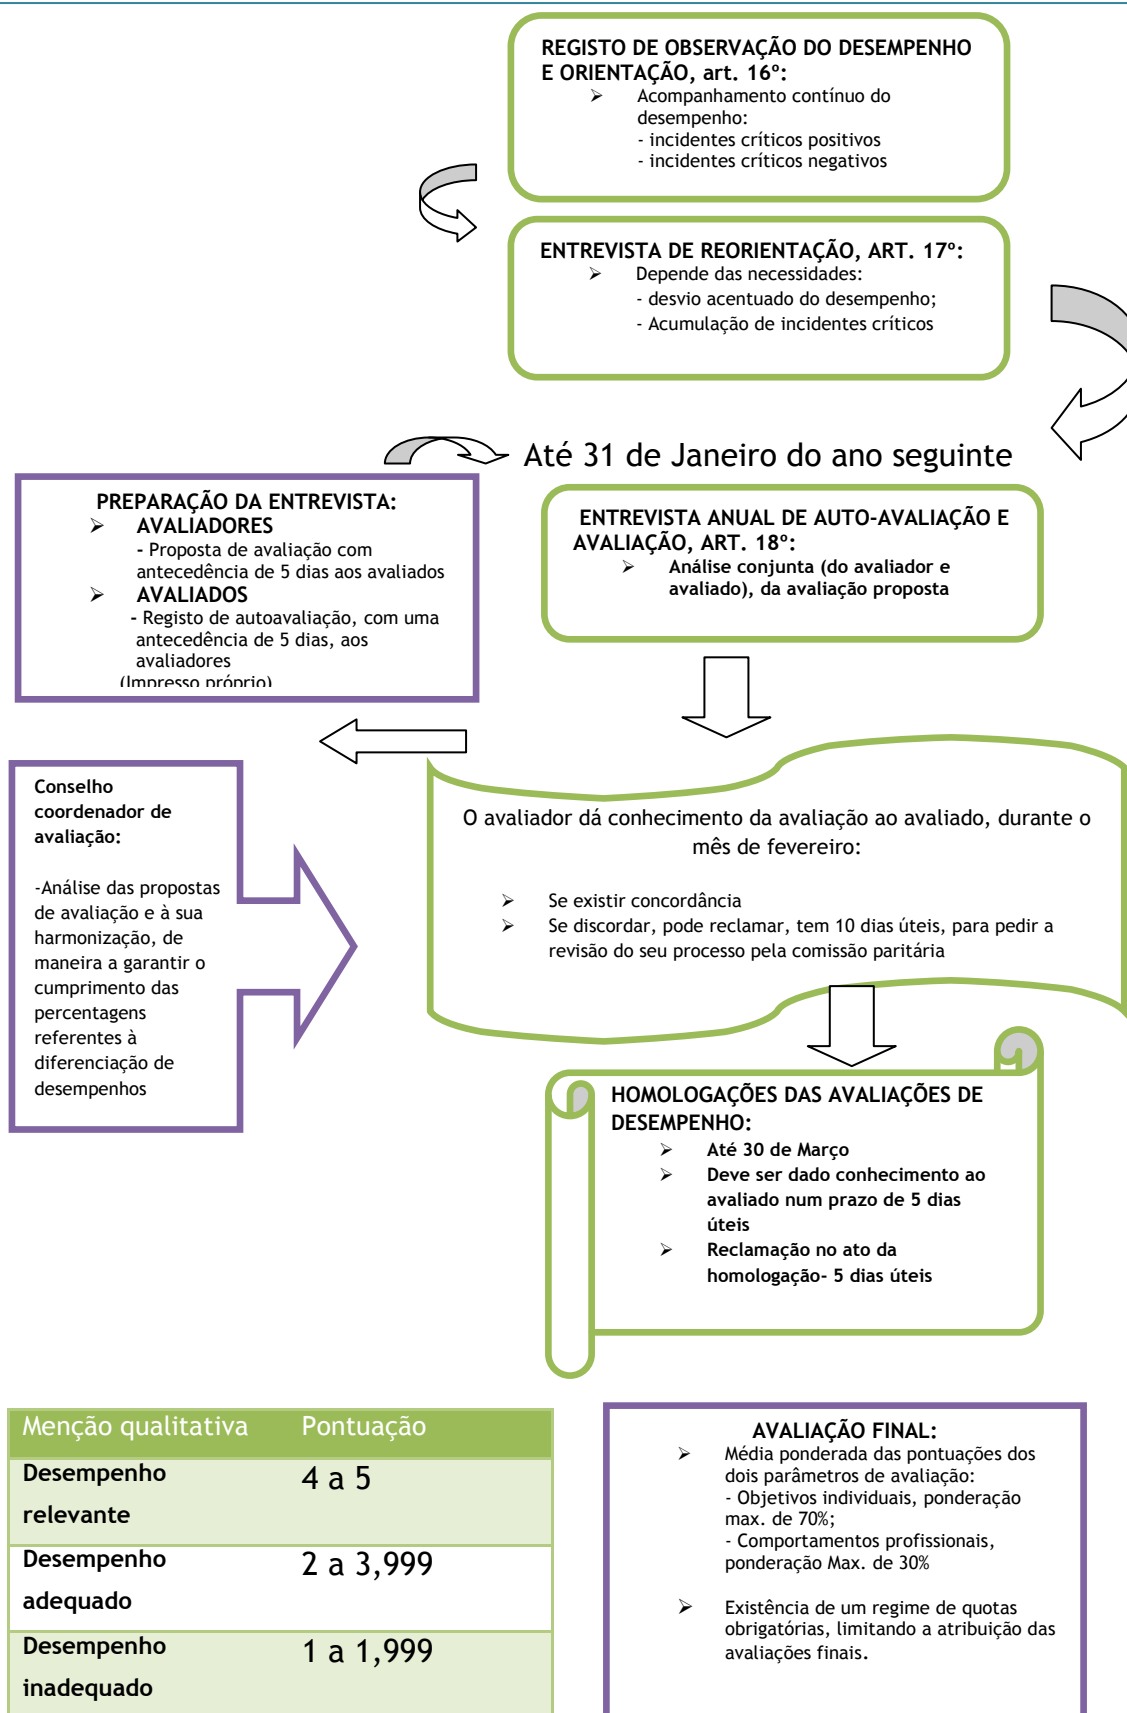 REGISTO DE OBSERVAÇÃO DO DESEMPENHO
E ORIENTAÇÃO, art. 16º:
➢ Acompanhamento contínuo do
desempenho:
- incidentes críticos positivos
- incidentes críticos negativos
ENTREVISTA DE REORIENTAÇÃO, ART. 17º:
➢ Depende das necessidades:
- desvio acentuado do desempenho;
- Acumulação de incidentes críticos
Até 31 de Janeiro do ano seguinte
PREPARAÇÃO DA ENTREVISTA:
➢ AVALIADORES
- Proposta de avaliação com
antecedência de 5 dias aos avaliados
➢ AVALIADOS
- Registo de autoavaliação, com uma
antecedência de 5 dias, aos
avaliadores
(Impresso próprio)
ENTREVISTA ANUAL DE AUTO-AVALIAÇÃO E
AVALIAÇÃO, ART. 18º:
➢ Análise conjunta (do avaliador e
avaliado), da avaliação proposta
Conselho
coordenador de
avaliação:
-Análise das propostas
de avaliação e à sua
harmonização, de
maneira a garantir o
cumprimento das
percentagens
referentes à
diferenciação de
desempenhos
O avaliador dá conhecimento da avaliação ao avaliado, durante o
mês de fevereiro:
➢ Se existir concordância
➢ Se discordar, pode reclamar, tem 10 dias úteis, para pedir a
revisão do seu processo pela comissão paritária
HOMOLOGAÇÕES DAS AVALIAÇÕES DE
DESEMPENHO:
➢ Até 30 de Março
➢ Deve ser dado conhecimento ao
avaliado num prazo de 5 dias
úteis
➢ Reclamação no ato da
homologação- 5 dias úteis
Menção qualitativa Pontuação
Desempenho
relevante
4 a 5
Desempenho
adequado
2 a 3,999
Desempenho
inadequado
1 a 1,999
AVALIAÇÃO FINAL:
➢ Média ponderada das pontuações dos
dois parâmetros de avaliação:
- Objetivos individuais, ponderação
max. de 70%;
- Comportamentos profissionais,
ponderação Max. de 30%
➢ Existência de um regime de quotas
obrigatórias, limitando a atribuição das
avaliações finais.